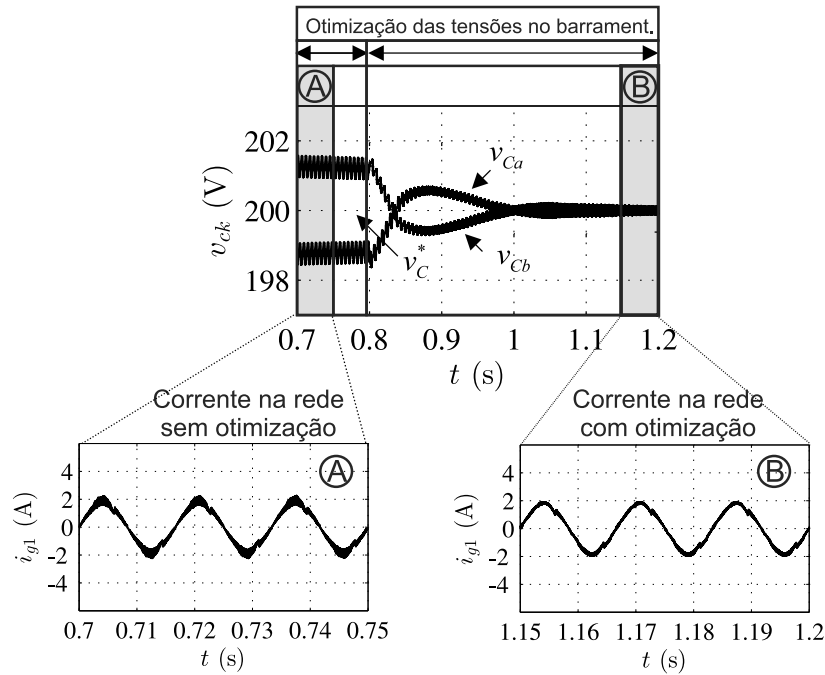 Otimização das tensões no barrament.
A
B
202
200
198
v_ck (V)
v_Ca
v_C^*
v_Cb
0.7 0.8 0.9 1 1.1 1.2
t (s)
Corrente na rede
sem otimização
A
4
2
0
-2
-4
i_g1 (A)
0.7 0.71 0.72 0.73 0.74 0.75
t (s)
Corrente na rede
com otimização
B
4
2
0
-2
-4
i_g1 (A)
1.15 1.16 1.17 1.18 1.19 1.2
t (s)